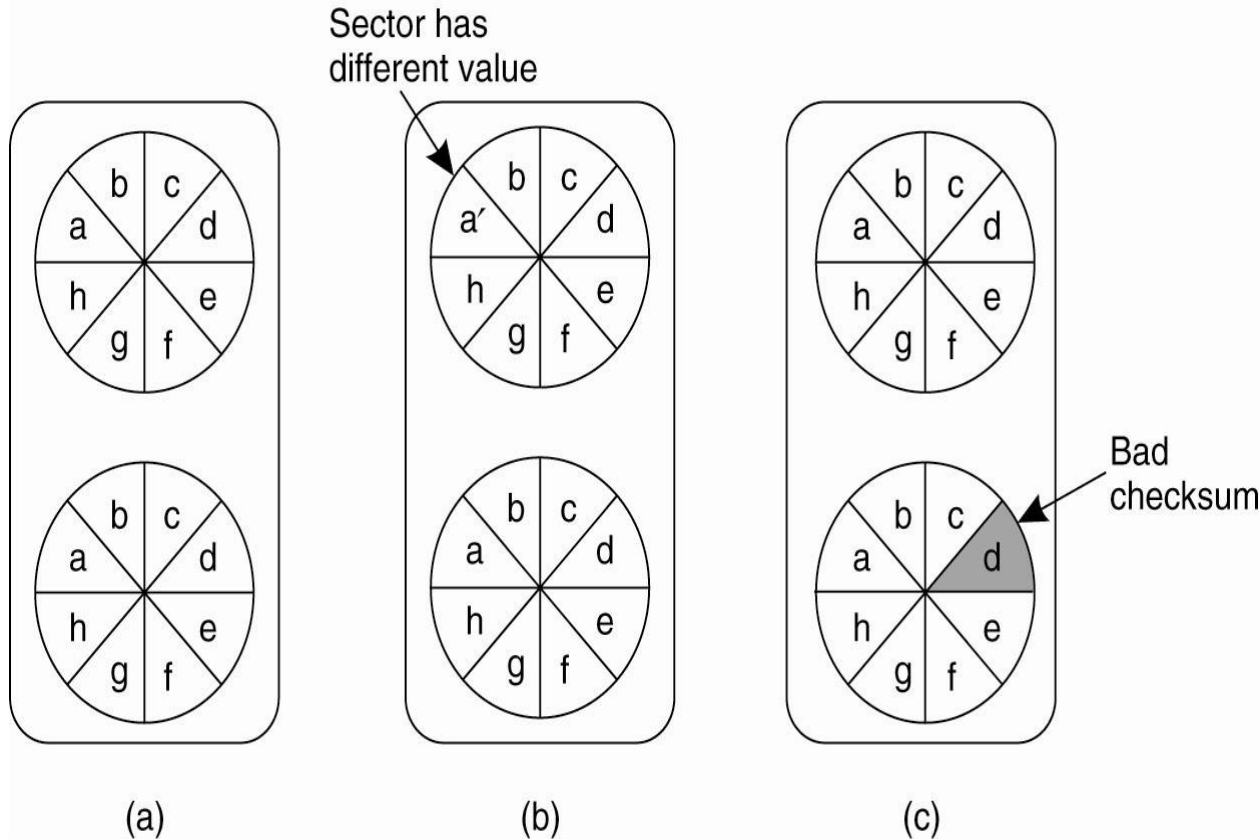 Sector has
different value
b c
a d
h e
g f
b c
a′ d
h e
g f
b c
a d
h e
g f
b c
a d
h e
g f
b c
a d
h e
g f
b c
a d
h e
g f
Bad
checksum
(a) (b) (c)